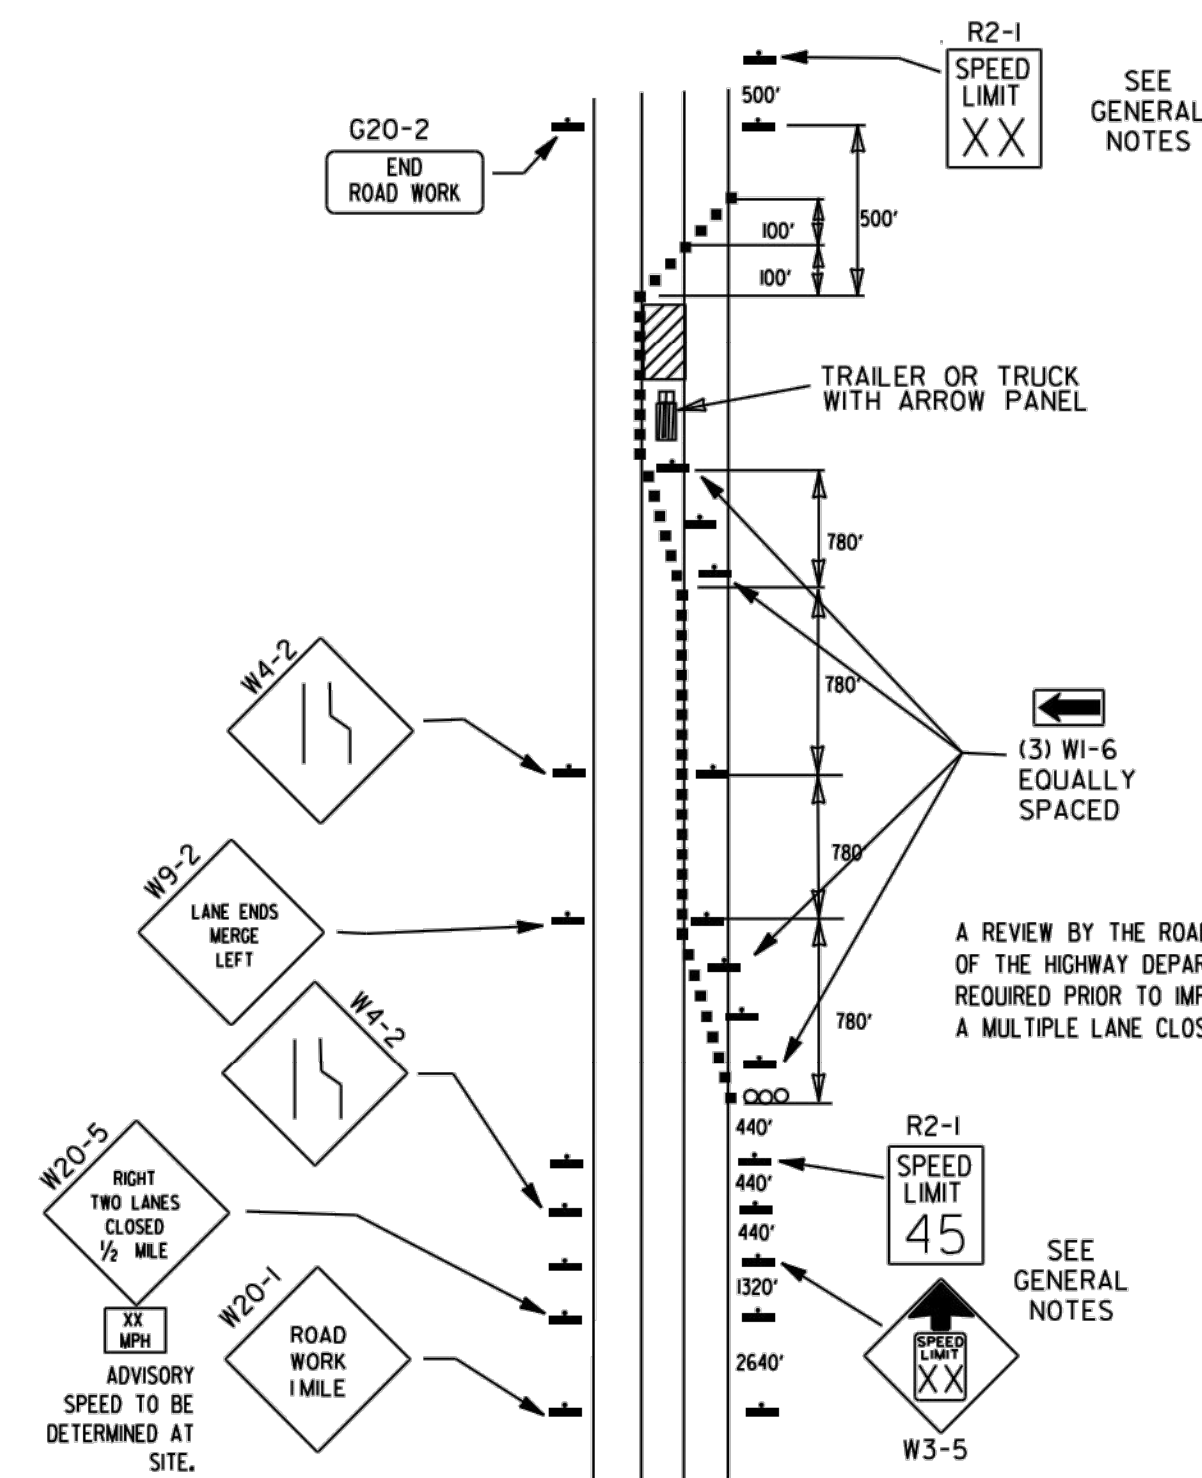 R2-1
SPEED
LIMIT
XX
SEE
GENERAL
NOTES
500'
G20-2
END
ROAD WORK
500'
100'
100'
TRAILER OR TRUCK
WITH ARROW PANEL
780'
W4-2
780'
(3) W1-6
EQUALLY
SPACED
W9-2
LANE ENDS
MERGE
LEFT
780'
A REVIEW BY THE ROA
OF THE HIGHWAY DEPAR
REQUIRED PRIOR TO IMP
A MULTIPLE LANE CLOS
W4-2
780'
440'
R2-1
SPEED
LIMIT
45
W20-5
RIGHT
TWO LANES
CLOSED
1/2 MILE
440'
440'
SEE
GENERAL
NOTES
W20-1
ROAD
WORK
1 MILE
1320'
XX
MPH
SPEED
LIMIT
XX
2640'
ADVISORY
SPEED TO BE
DETERMINED AT
SITE.
W3-5